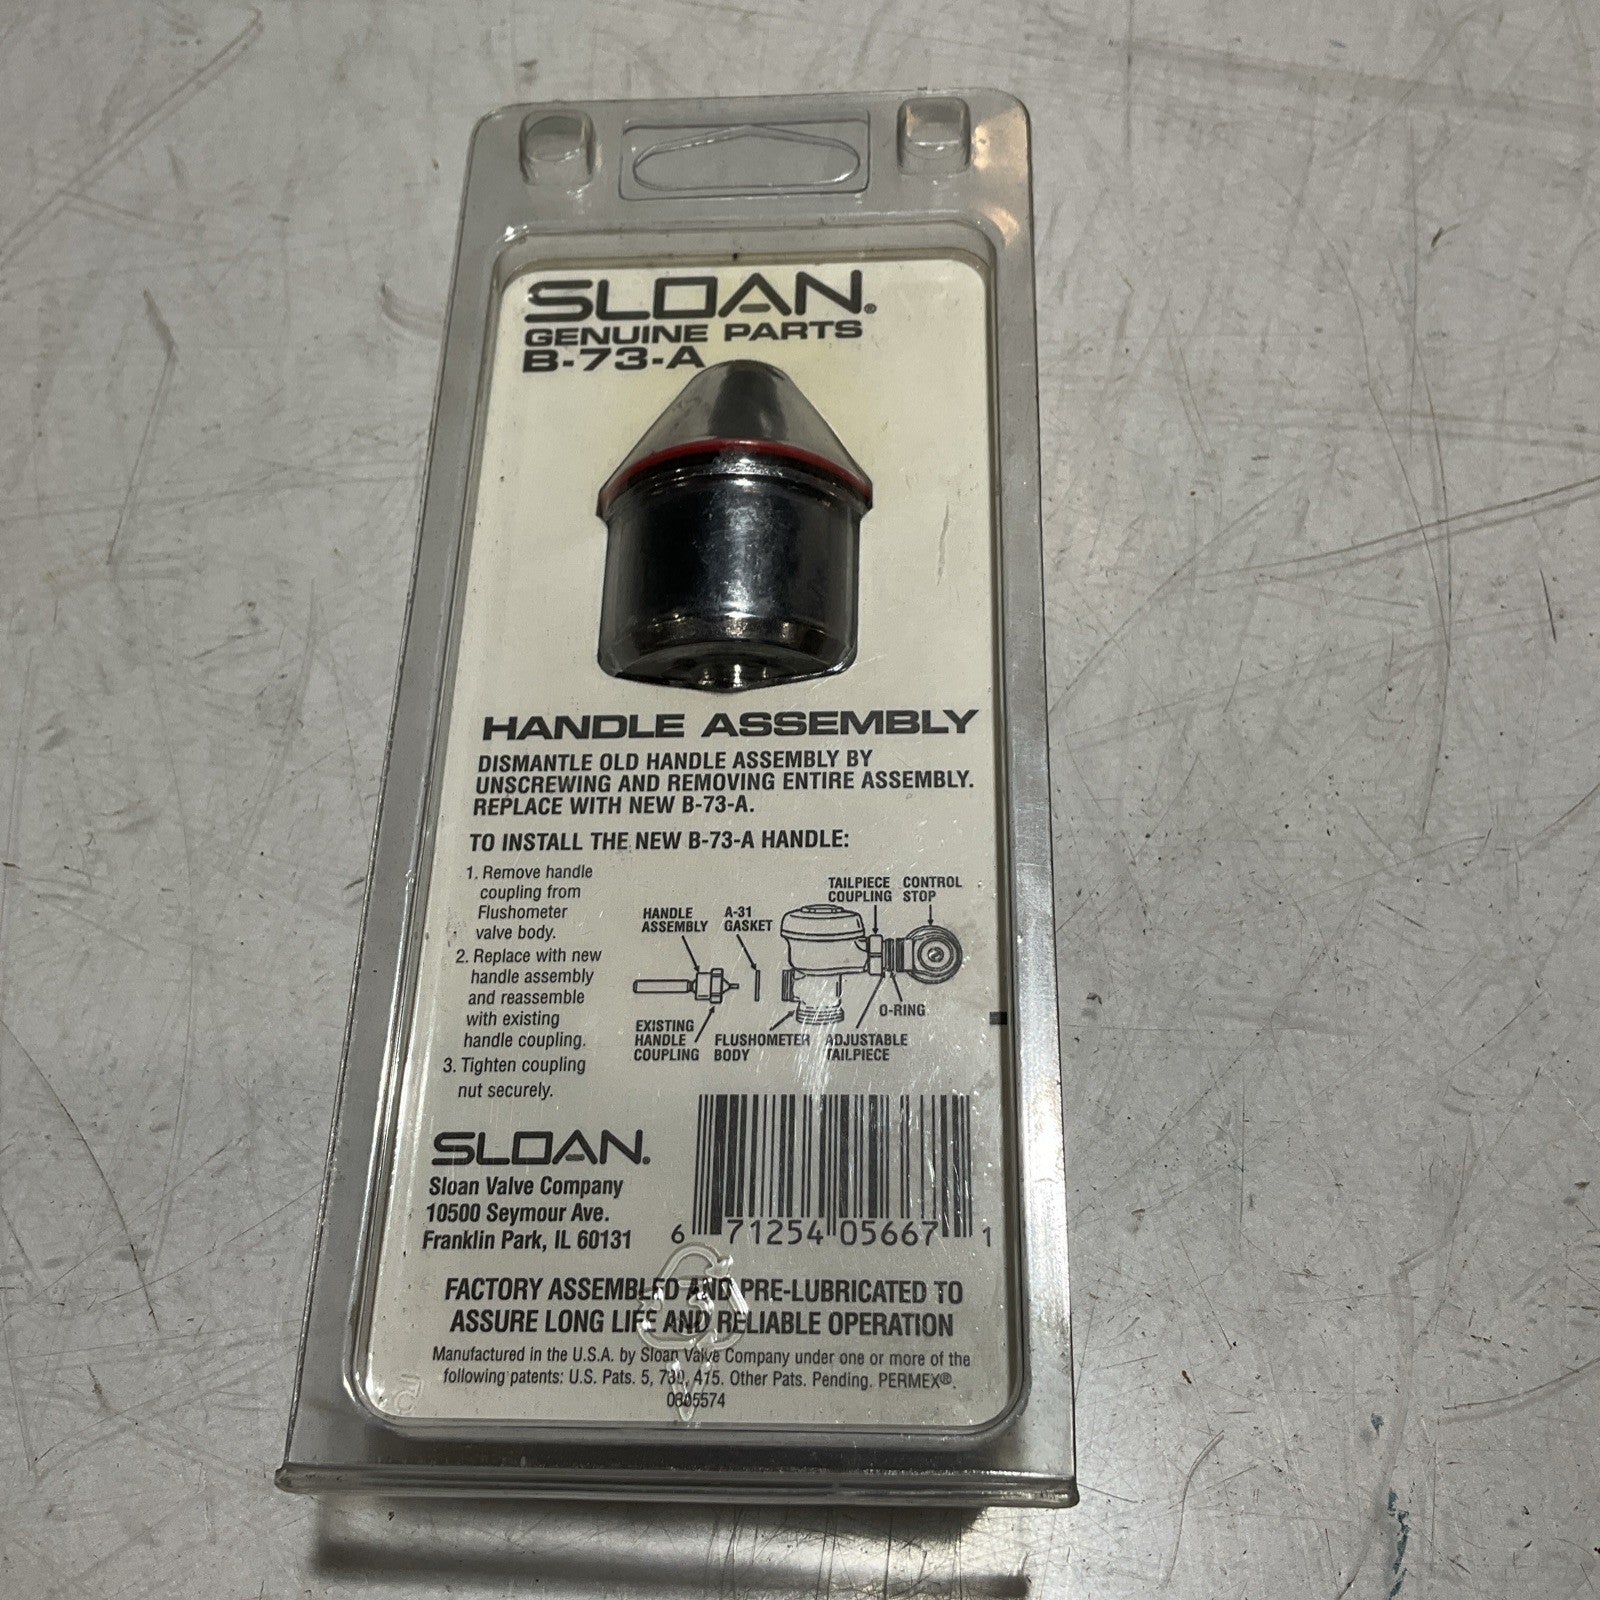 SLOAN®
GENUINE PARTS
B-73-A
HANDLE ASSEMBLY
DISMANTLE OLD HANDLE ASSEMBLY BY
UNSCREWING AND REMOVING ENTIRE ASSEMBLY.
REPLACE WITH NEW B-73-A.
TO INSTALL THE NEW B-73-A HANDLE:
1. Remove handle
coupling from
Flushometer
valve body.
2. Replace with new
handle assembly
and reassemble
with existing
handle coupling.
3. Tighten coupling
nut securely.
HANDLE
ASSEMBLY
A-31
GASKET
TAILPIECE
COUPLING
CONTROL
STOP
EXISTING
HANDLE
COUPLING
FLUSHOMETER
BODY
ADJUSTABLE
TAILPIECE
O-RING
SLOAN.
Sloan Valve Company
10500 Seymour Ave.
Franklin Park, IL 60131
6 71254 05667 1
FACTORY ASSEMBLED AND PRE-LUBRICATED TO
ASSURE LONG LIFE AND RELIABLE OPERATION
Manufactured in the U.S.A. by Sloan Valve Company under one or more of the
following patents: U.S. Pats. 5, 730, 415. Other Pats. Pending. PERMEX®.
0305574